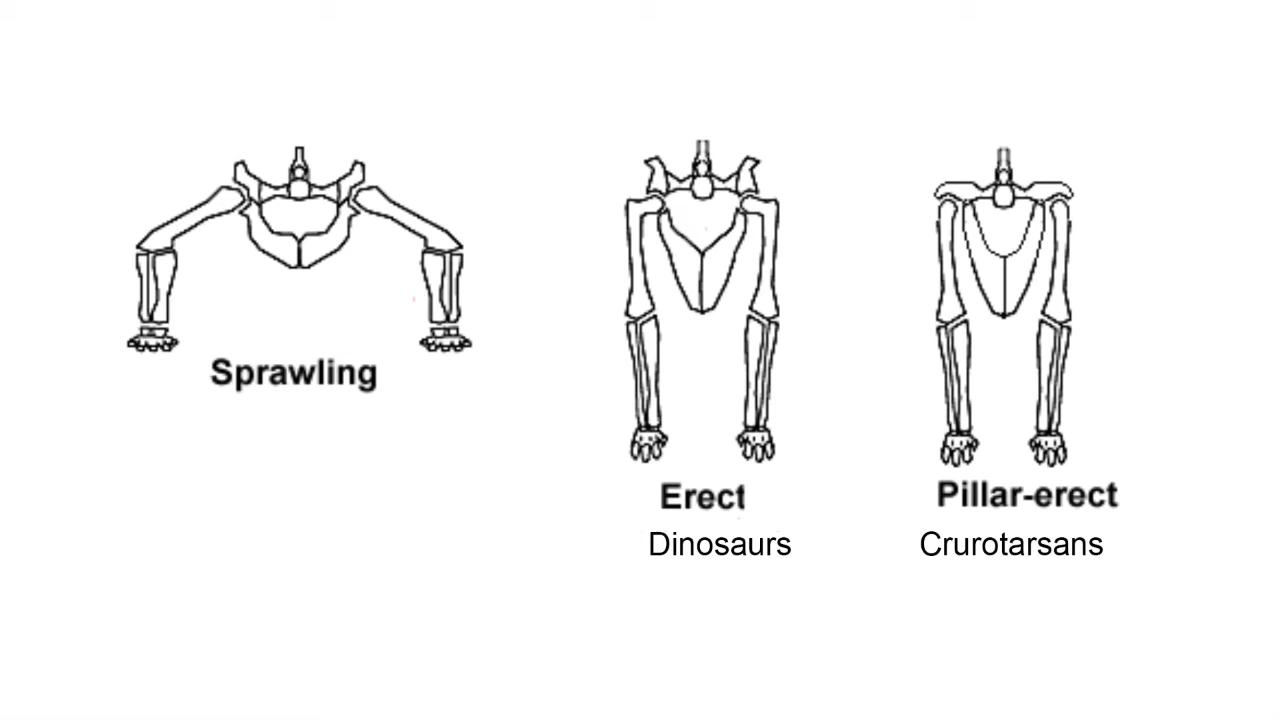 Sprawling
Erect
Pillar-erect
Dinosaurs
Crurotarsans